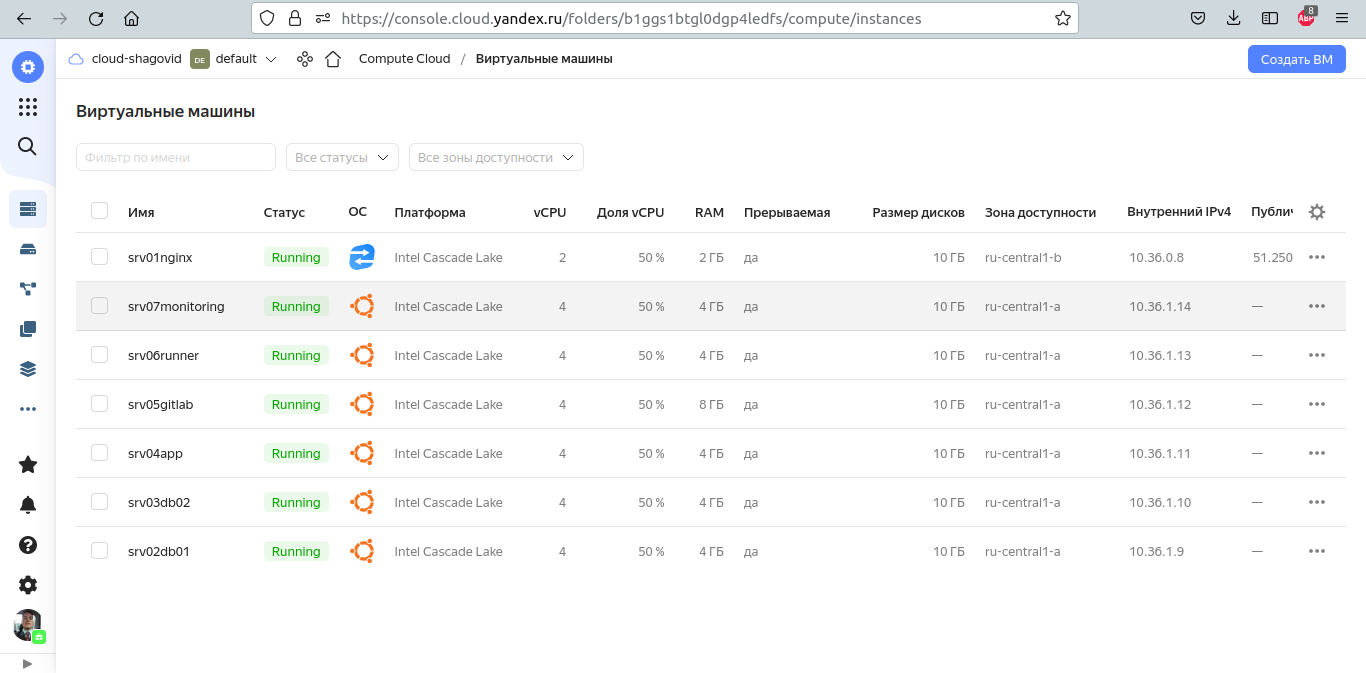 https://console.cloud.yandex.ru/folders/b1ggs1btgl0dgp4ledfs/compute/instances
ABP 8
cloud-shagovid DE default Compute Cloud / Виртуальные машины Создать ВМ
Виртуальные машины
Фильтр по имени Все статусы Все зоны доступности
Имя Статус ОС Платформа vCPU Доля vCPU RAM Прерываемая Размер дисков Зона доступности Внутренний IPv4 Публич
srv01nginx Running Intel Cascade Lake 2 50 % 2 ГБ да 10 ГБ ru-central1-b 10.36.0.8 51.250
srv07monitoring Running Intel Cascade Lake 4 50 % 4 ГБ да 10 ГБ ru-central1-a 10.36.1.14 —
srv06runner Running Intel Cascade Lake 4 50 % 4 ГБ да 10 ГБ ru-central1-a 10.36.1.13 —
srv05gitlab Running Intel Cascade Lake 4 50 % 8 ГБ да 10 ГБ ru-central1-a 10.36.1.12 —
srv04app Running Intel Cascade Lake 4 50 % 4 ГБ да 10 ГБ ru-central1-a 10.36.1.11 —
srv03db02 Running Intel Cascade Lake 4 50 % 4 ГБ да 10 ГБ ru-central1-a 10.36.1.10 —
srv02db01 Running Intel Cascade Lake 4 50 % 4 ГБ да 10 ГБ ru-central1-a 10.36.1.9 —